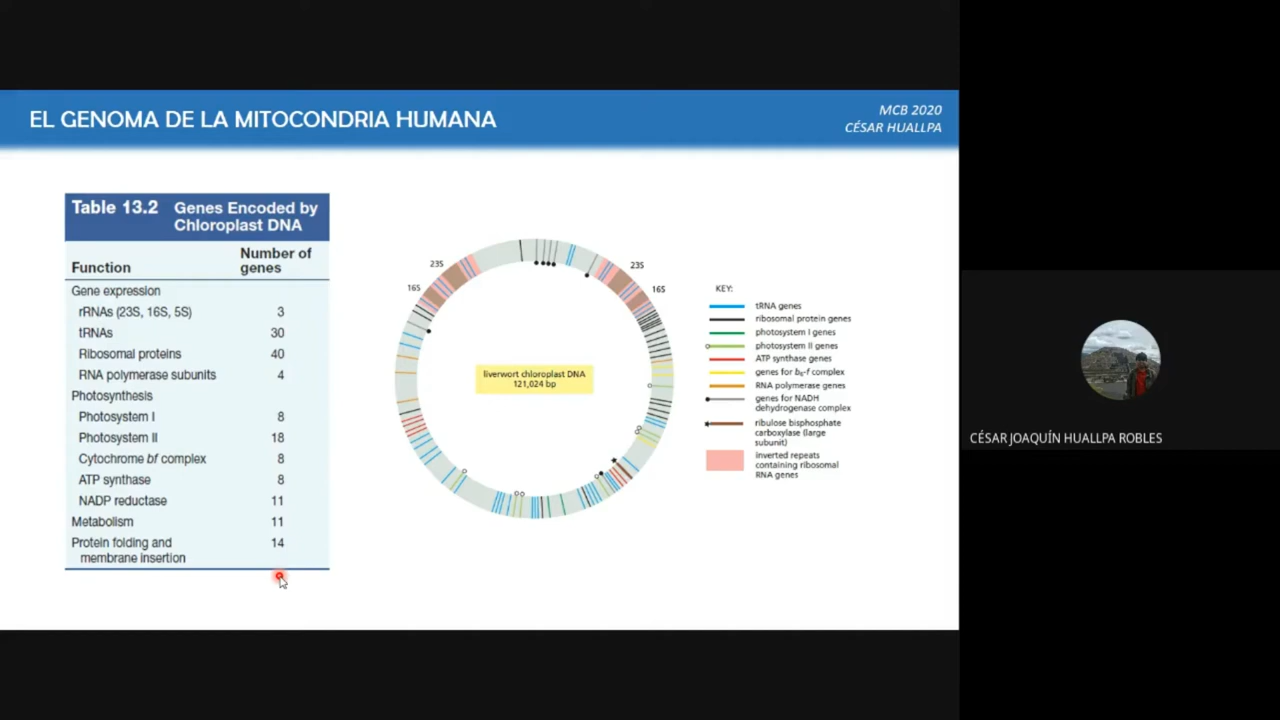 EL GENOMA DE LA MITOCONDRIA HUMANA
MCB 2020
CÉSAR HUALLPA
Table 13.2 Genes Encoded by
Chloroplast DNA
Number of
Function genes
Gene expression
rRNAs (23S, 16S, 5S) 3
tRNAs 30
Ribosomal proteins 40
RNA polymerase subunits 4
Photosynthesis
Photosystem I 8
Photosystem II 18
Cytochrome bf complex 8
ATP synthase 8
NADP reductase 11
Metabolism 11
Protein folding and 14
membrane insertion
23S
16S
23S
16S
liverwort chloroplast DNA
121,024 bp
KEY:
tRNA genes
ribosomal protein genes
photosystem I genes
photosystem II genes
ATP synthase genes
genes for b6-f complex
RNA polymerase genes
genes for NADH
dehydrogenase complex
ribulose bisphosphate
carboxylase (large
subunit)
inverted repeats
containing ribosomal
RNA genes
CÉSAR JOAQUÍN HUALLPA ROBLES